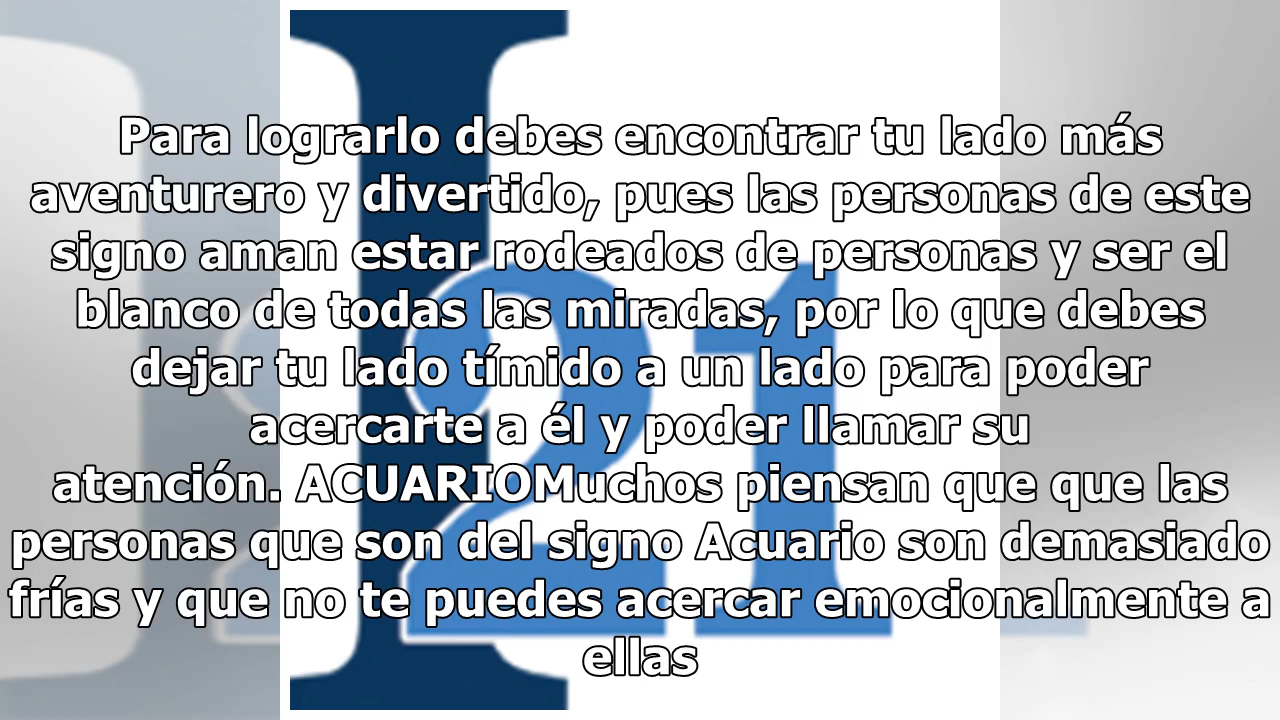 Para lograrlo debes encontrar tu lado más
aventurero y divertido, pues las personas de este
signo aman estar rodeados de personas y ser el
blanco de todas las miradas, por lo que debes
dejar tu lado tímido a un lado para poder
acercarte a él y poder llamar su
atención. ACUARIOMuchos piensan que que las
personas que son del signo Acuario son demasiado
frías y que no te puedes acercar emocionalmente a
ellas
I
21